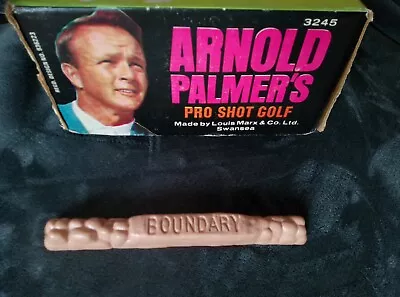 3245
ARNOLD
PALMER'S
PRO SHOT GOLF
Made by Louis Marx & Co. Ltd.
Swansea
BOUNDARY